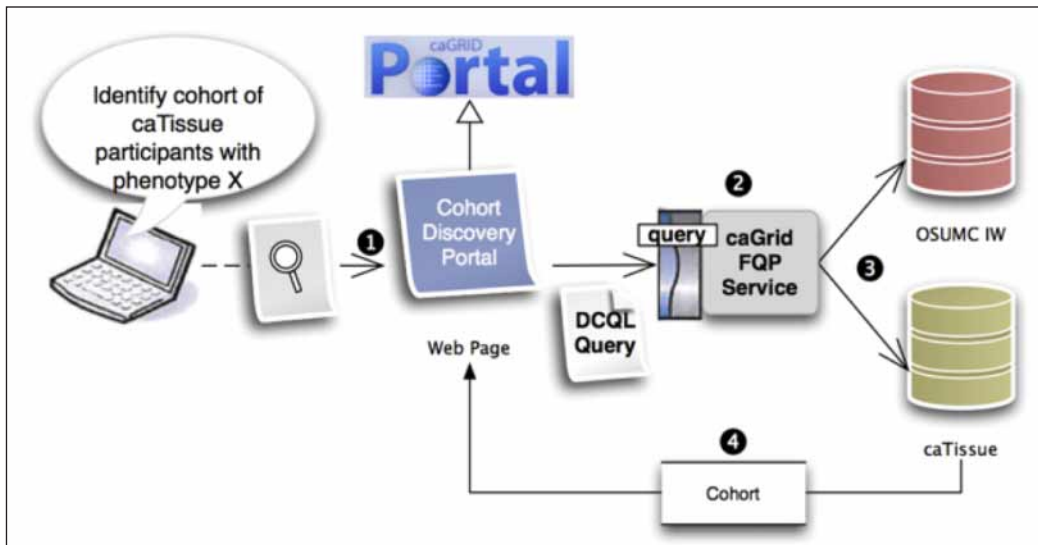 Identify cohort of
caTissue
participants with
phenotype X
caGRID
Portal
1
Cohort
Discovery
Portal
Web Page
DCQL
Query
2
query
caGrid
FQP
Service
3
OSUMC IW
caTissue
4
Cohort